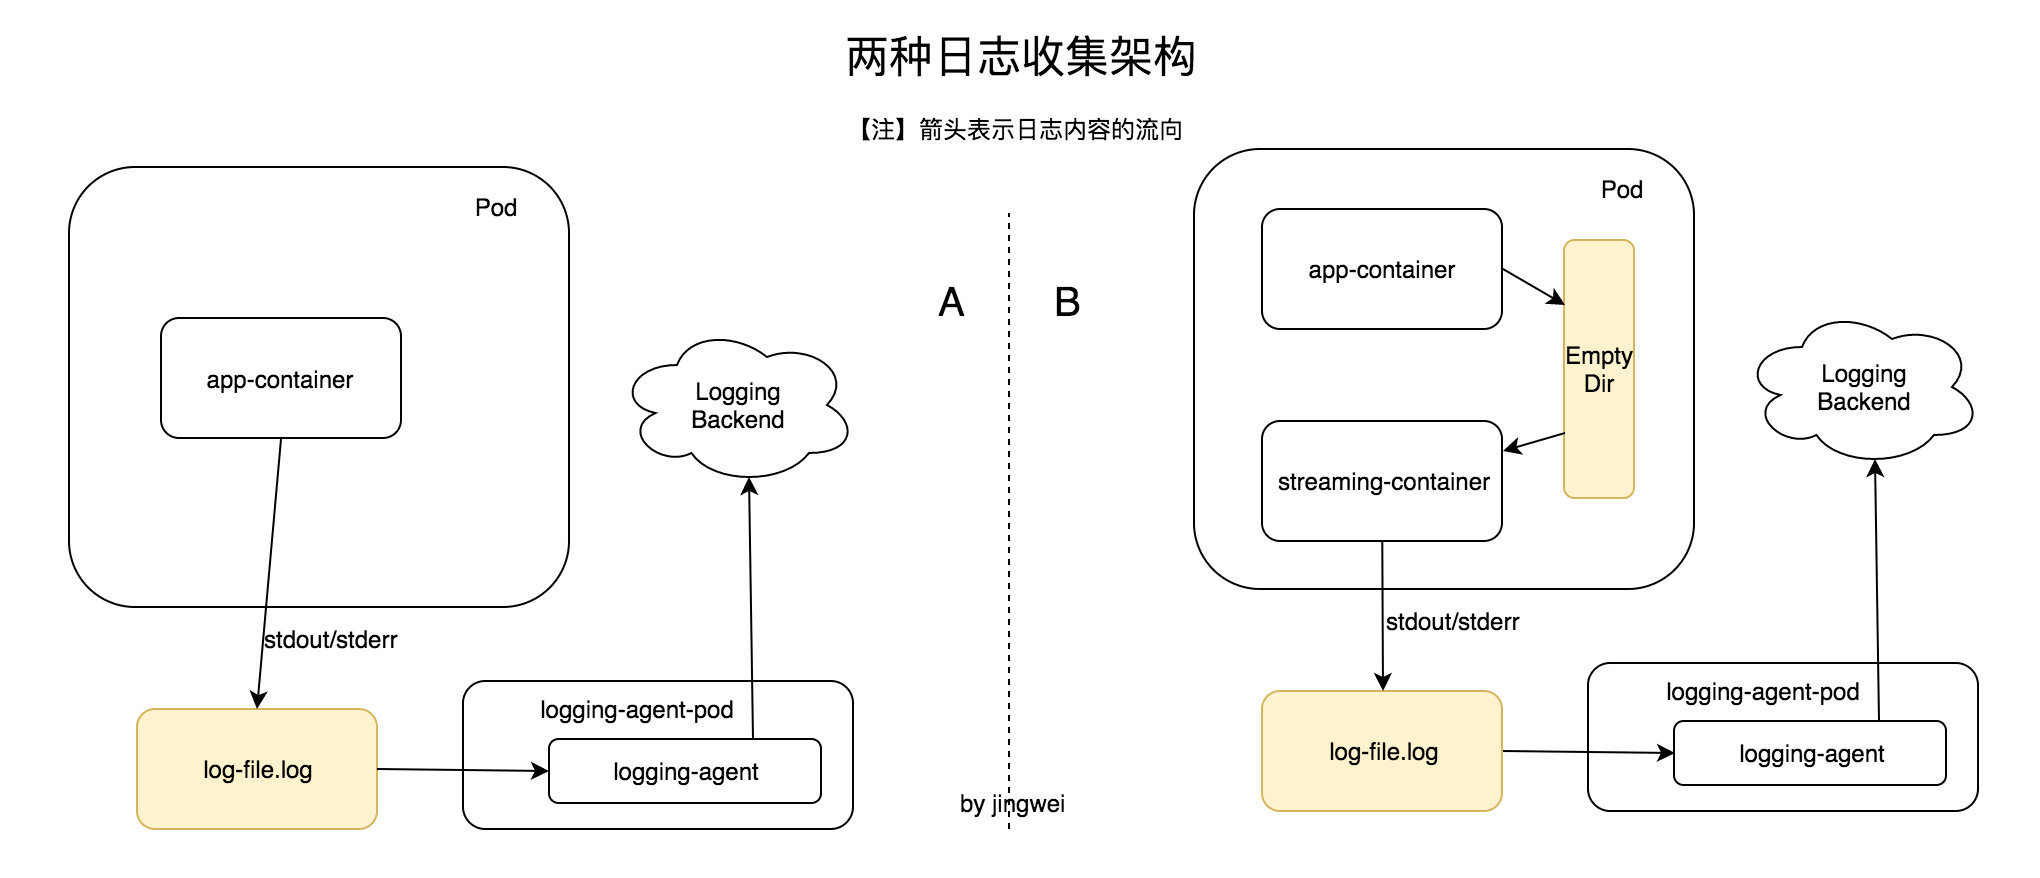 两种日志收集架构
【注】箭头表示日志内容的流向
Pod
app-container
stdout/stderr
log-file.log
logging-agent-pod
logging-agent
Logging
Backend
A
B
by jingwei
Pod
app-container
Empty
Dir
streaming-container
stdout/stderr
log-file.log
logging-agent-pod
logging-agent
Logging
Backend